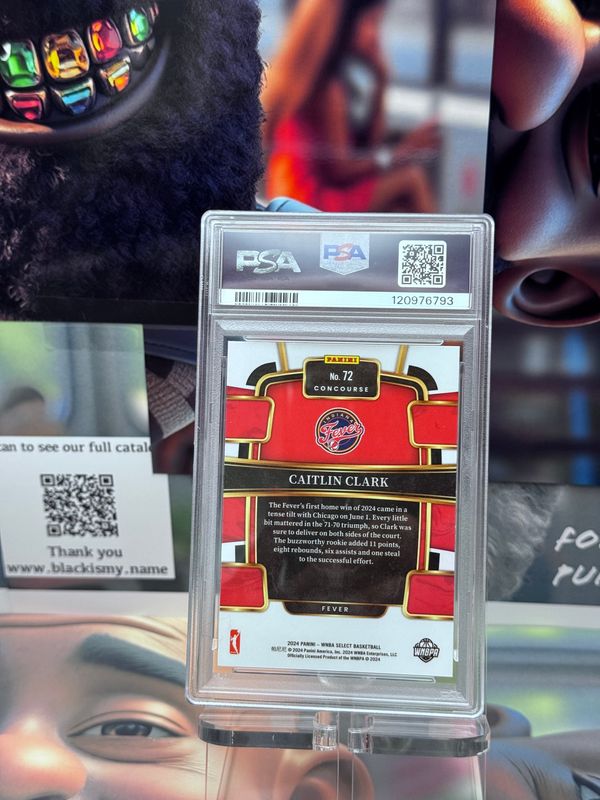 PSA
PSA
120976793
PANINI
No. 72
CONCOURSE
INDIANA
Fever
CAITLIN CLARK
The Fever's first home win of 2024 came in a
tense tilt with Chicago on June 1. Every little
bit mattered in the 71-70 triumph, so Clark was
sure to deliver on both sides of the court.
The buzzworthy rookie added 11 points,
eight rebounds, six assists and one steal
to the successful effort.
FEVER
2024 PANINI – WNBA SELECT BASKETBALL
© 2024 Panini America, Inc. © 2024 WNBA Enterprises, LLC
Officially Licensed Product of the WNBPA © 2024
WNBPA
can to see our full catal
Thank you
www.blackismy.name
FO
PU